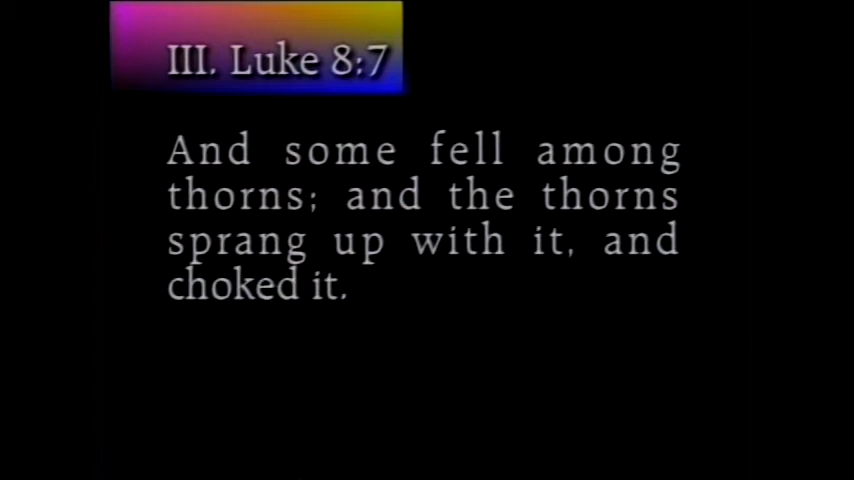 III. Luke 8:7
And some fell among
thorns; and the thorns
sprang up with it, and
choked it.